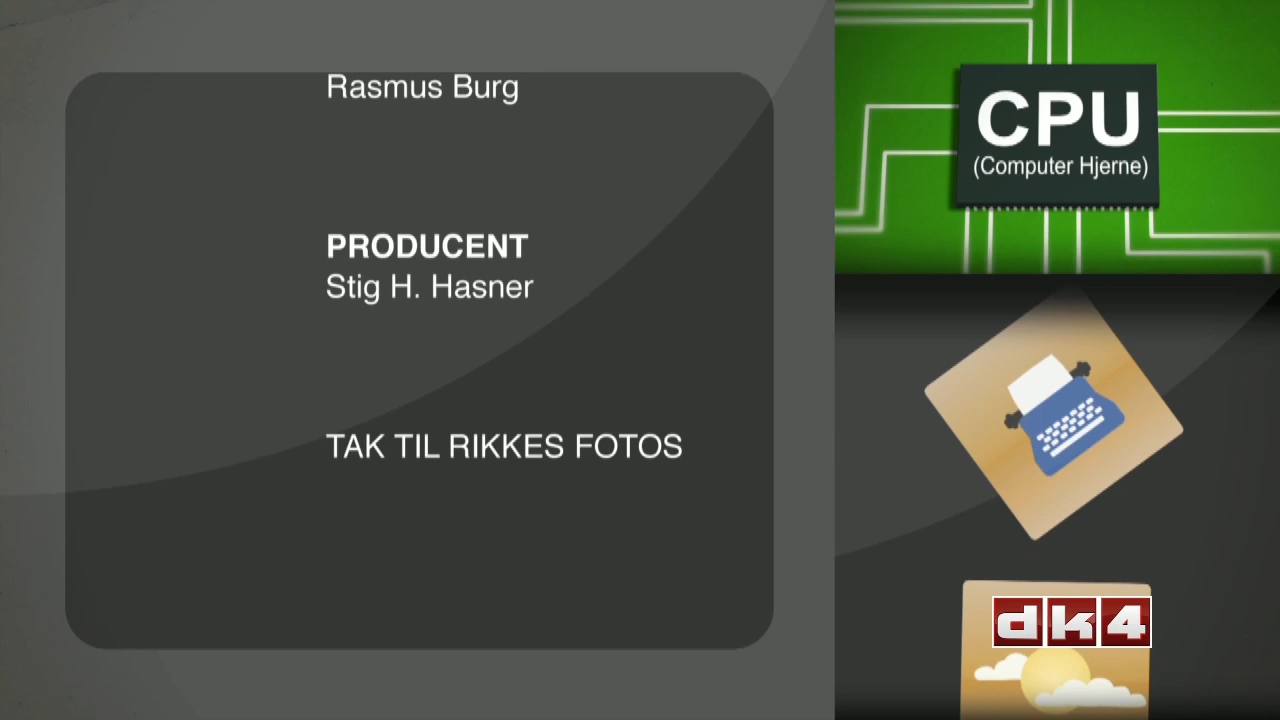 Rasmus Burg
PRODUCENT
Stig H. Hasner
TAK TIL RIKKES FOTOS
CPU
(Computer Hjerne)
dk4